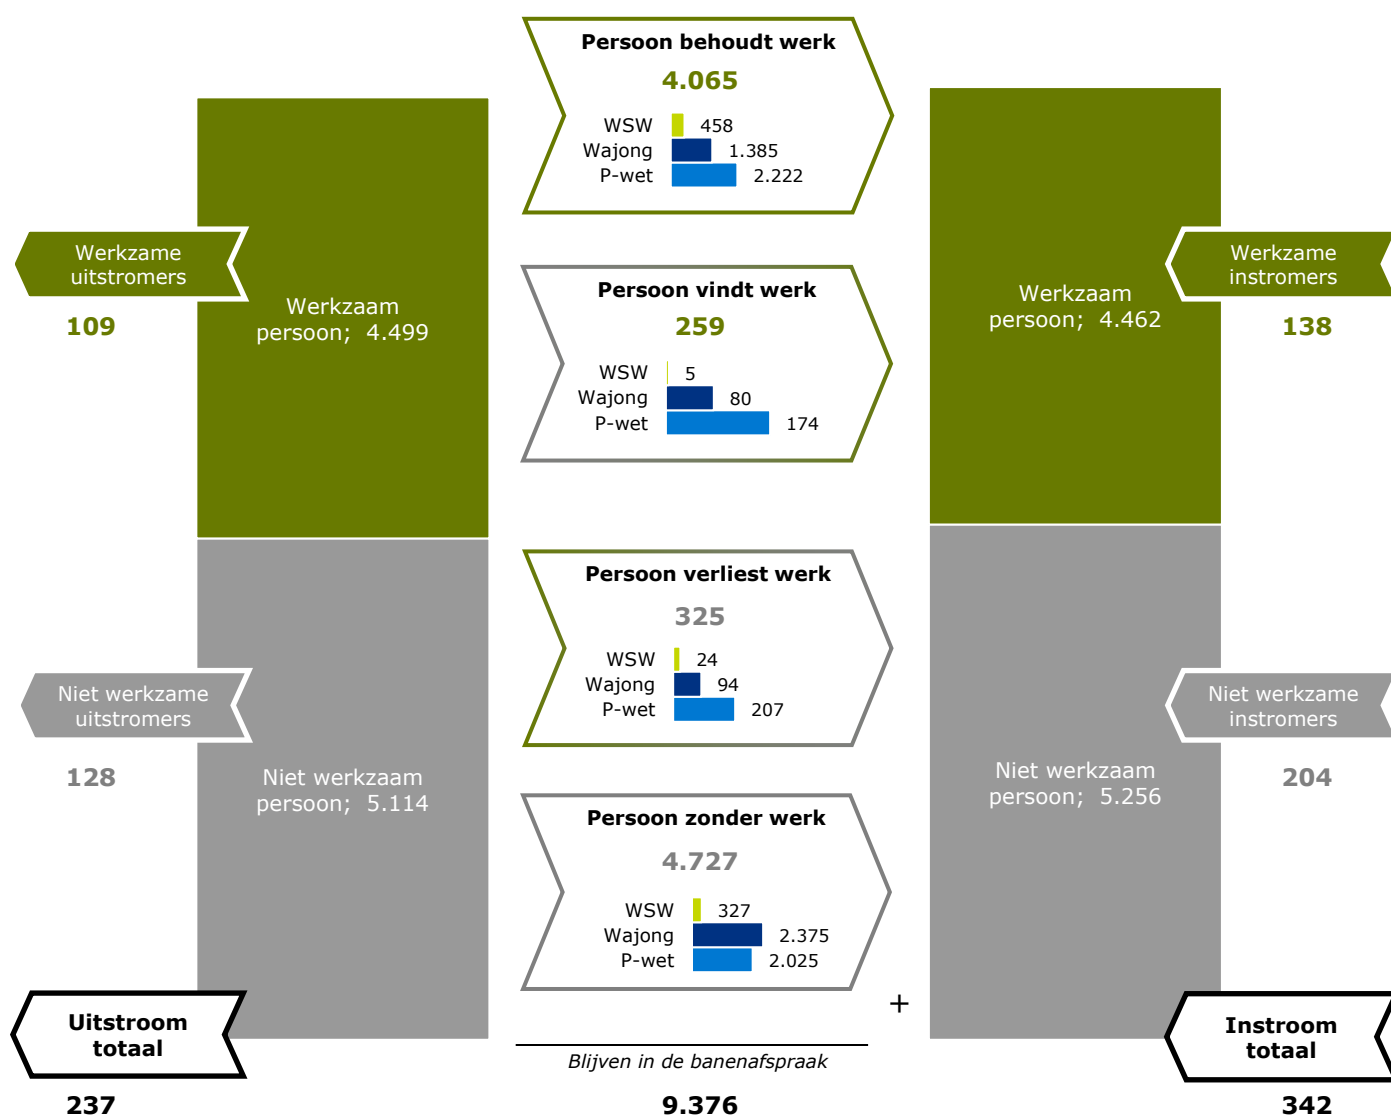 Persoon behoudt werk
4.065
WSW 458
Wajong 1.385
P-wet 2.222
Werkzame
uitstromers
109
Werkzaam
persoon; 4.499
Persoon vindt werk
259
WSW 5
Wajong 80
P-wet 174
Werkzaam
persoon; 4.462
Werkzame
instromers
138
Persoon verliest werk
325
WSW 24
Wajong 94
P-wet 207
Niet werkzame
uitstromers
128
Niet werkzaam
persoon; 5.114
Persoon zonder werk
4.727
WSW 327
Wajong 2.375
P-wet 2.025
Niet werkzaam
persoon; 5.256
Niet werkzame
instromers
204
+
Uitstroom
totaal
237
Blijven in de banenafspraak
9.376
Instroom
totaal
342